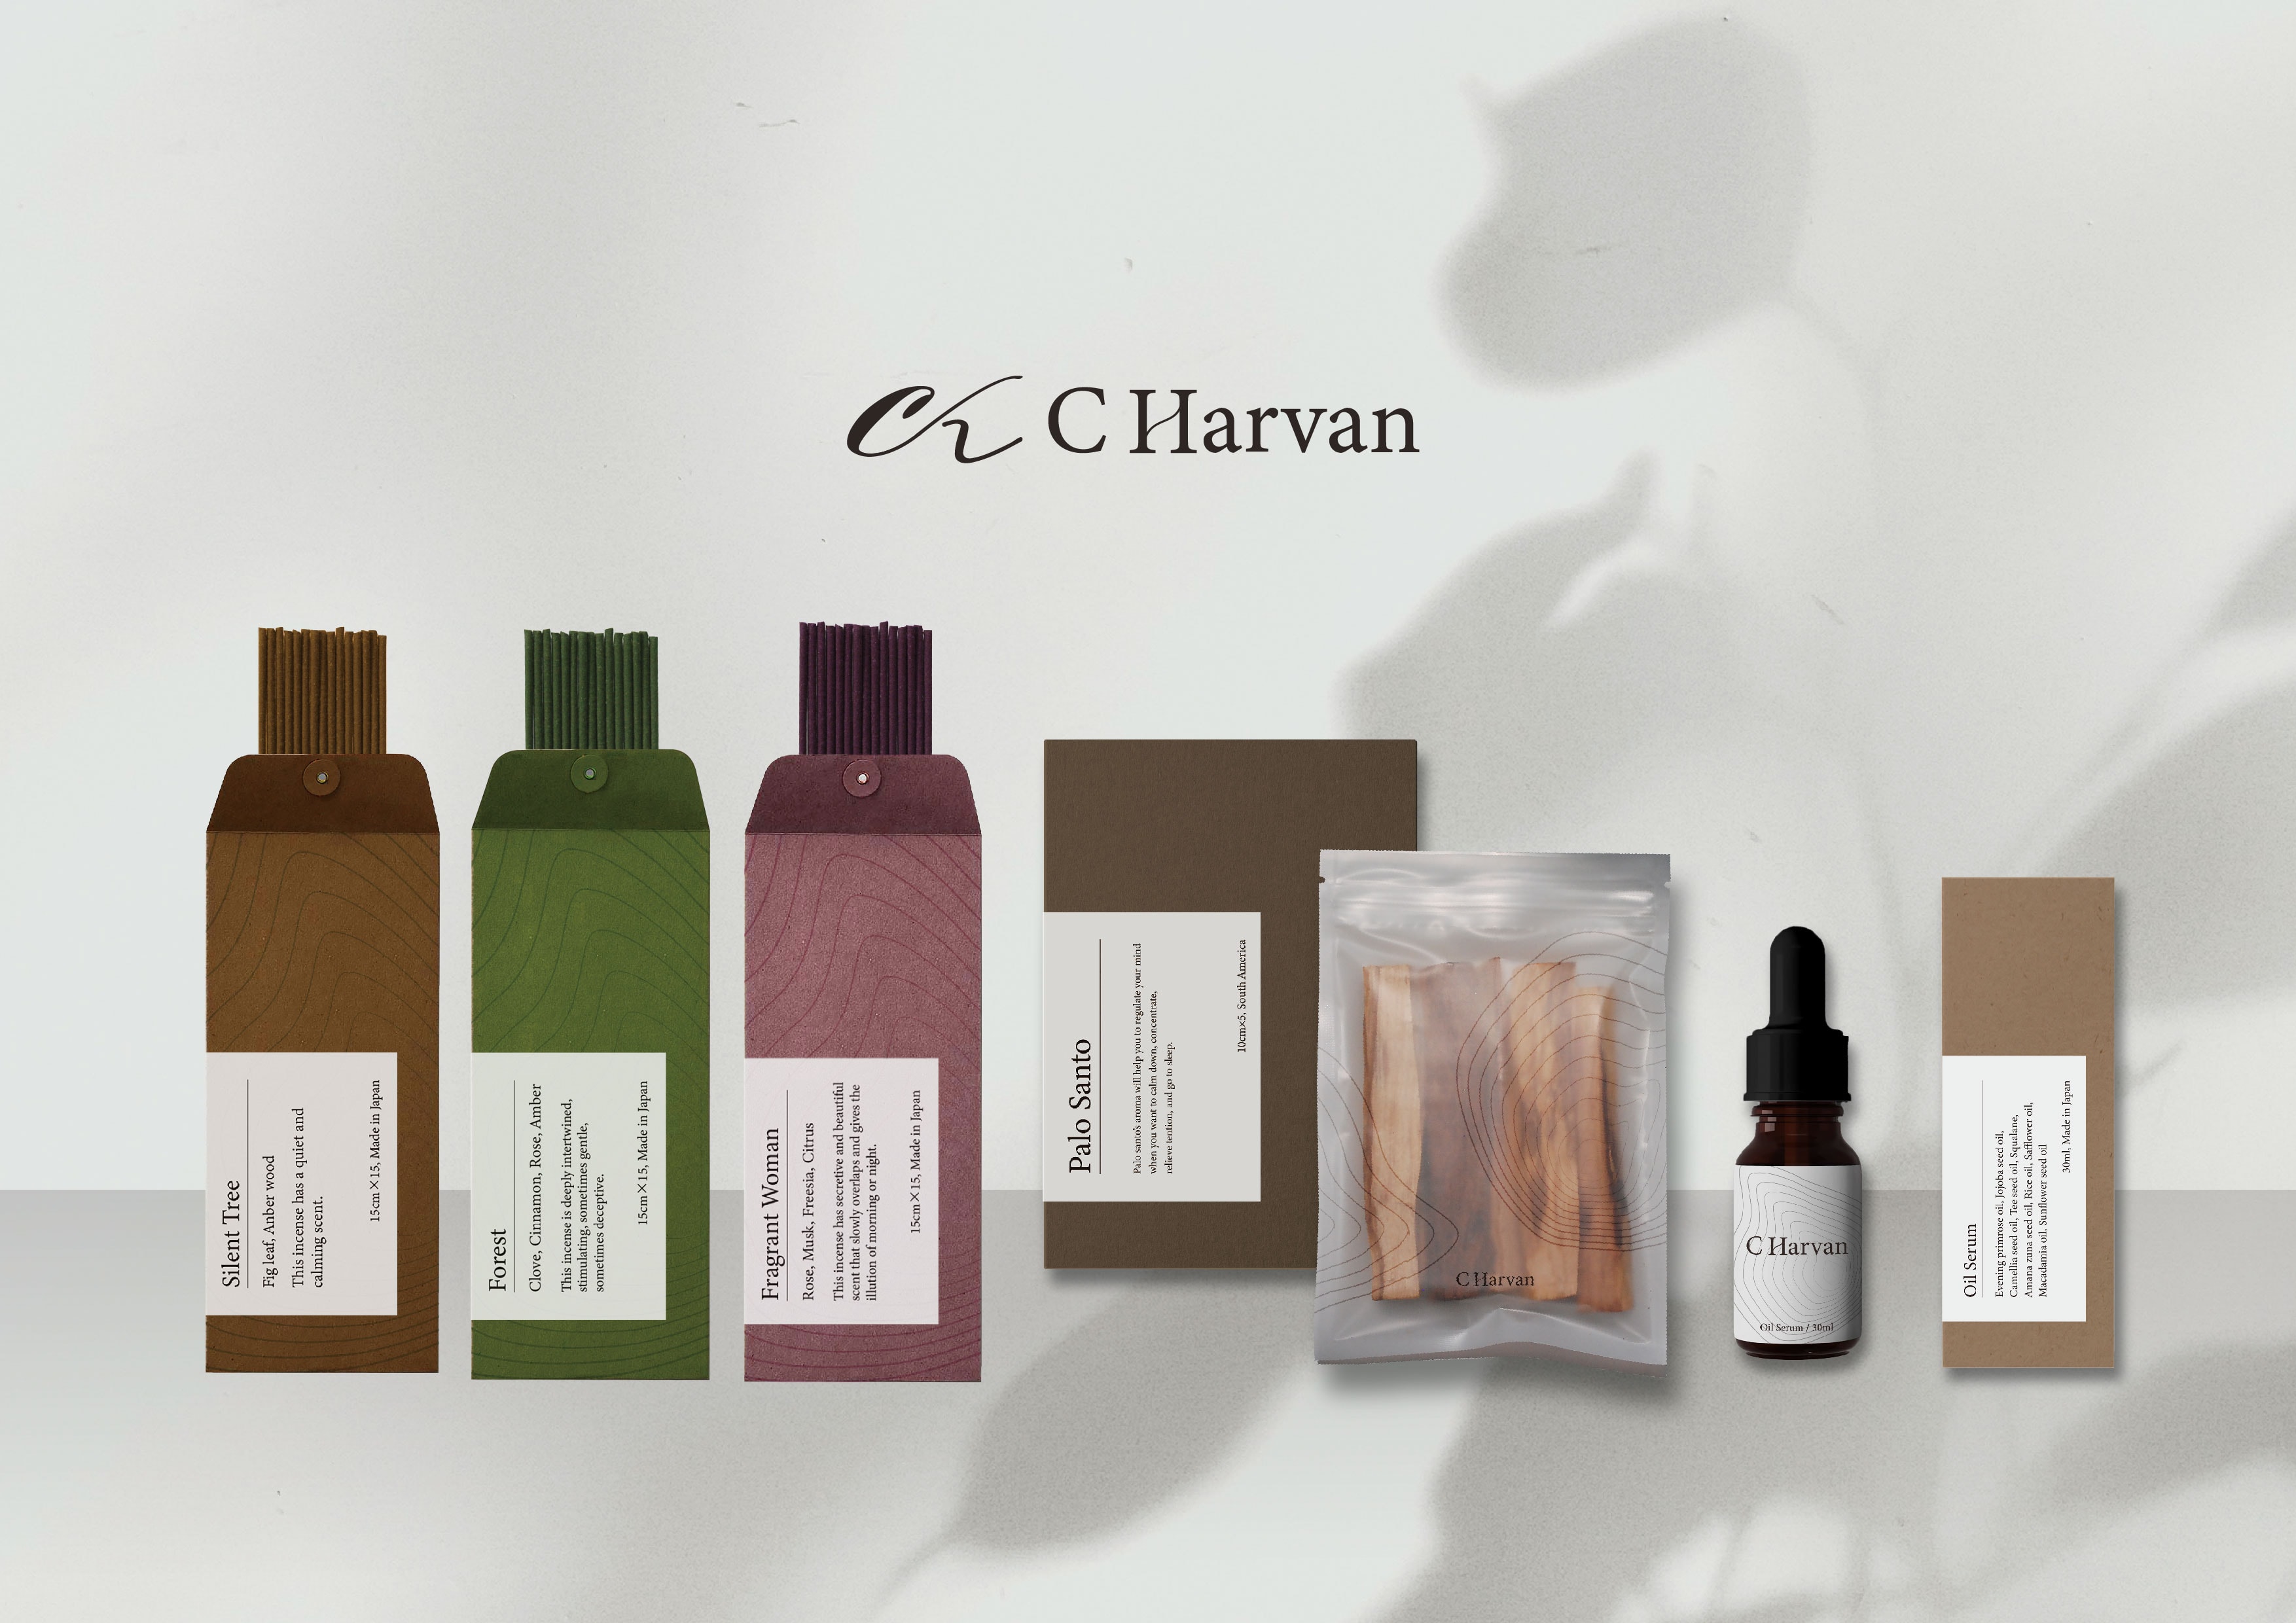 Ch C Harvan
Silent Tree
Fig leaf, Anber wood
This incense has a quiet and
calming scent.
15cm×15, Made in Japan
Forest
Clove, Cinnamon, Rose, Amber
This incense is deeply intertwined,
stimulating, sometimes gentle,
sometimes deceptive.
15cm×15, Made in Japan
Fragrant Woman
Rose, Musk, Freesia, Citrus
This incense has secretive and beautiful
scent that slowly overlaps and gives the
illution of morning or night.
15cm×15, Made in Japan
Palo Santo
Palo santo's aroma will help you to regulate your mind
when you want to calm down, concentrate,
relieve tention, and go to sleep.
10cm×5, South America
C Harvan
C Harvan
Oil Serum / 30ml
Oil Serum
Evening primrose oil, Jojoba seed oil,
Camellia seed oil, Tee seed oil, Squalane,
Amana zuna seed oil, Rice oil, Safflower oil,
Macadamia oil, Sunflower seed oil
30ml, Made in Japan